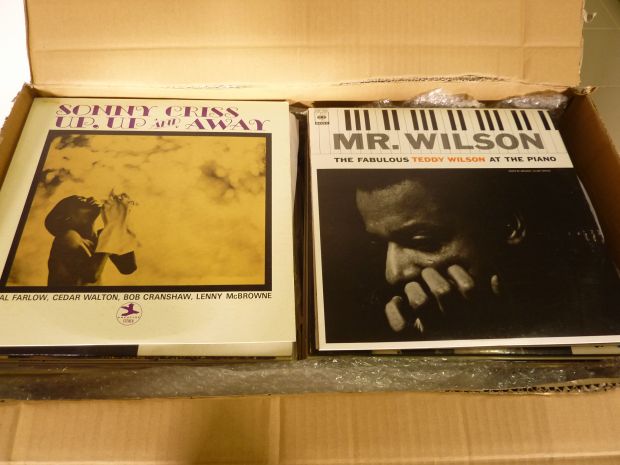 SONNY CRISS
UP, UP AND AWAY
AL FARLOW, CEDAR WALTON, BOB CRANSHAW, LENNY McBROWNE
MR. WILSON
THE FABULOUS TEDDY WILSON AT THE PIANO